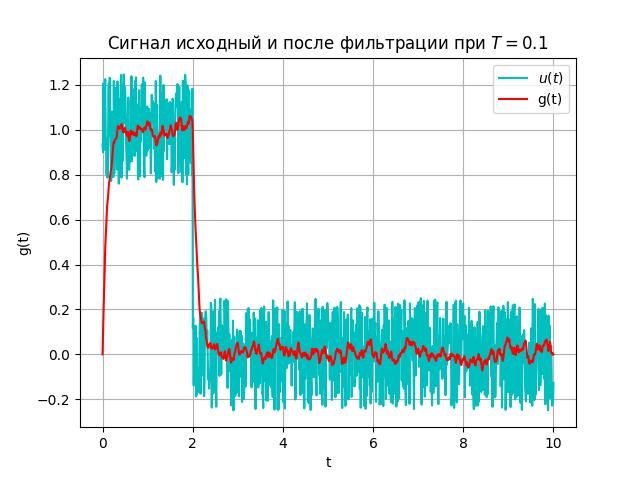 Сигнал исходный и после фильтрации при T = 0.1
u(t)
g(t)
g(t)
1.2
1.0
0.8
0.6
0.4
0.2
0.0
−0.2
0 2 4 6 8 10
t